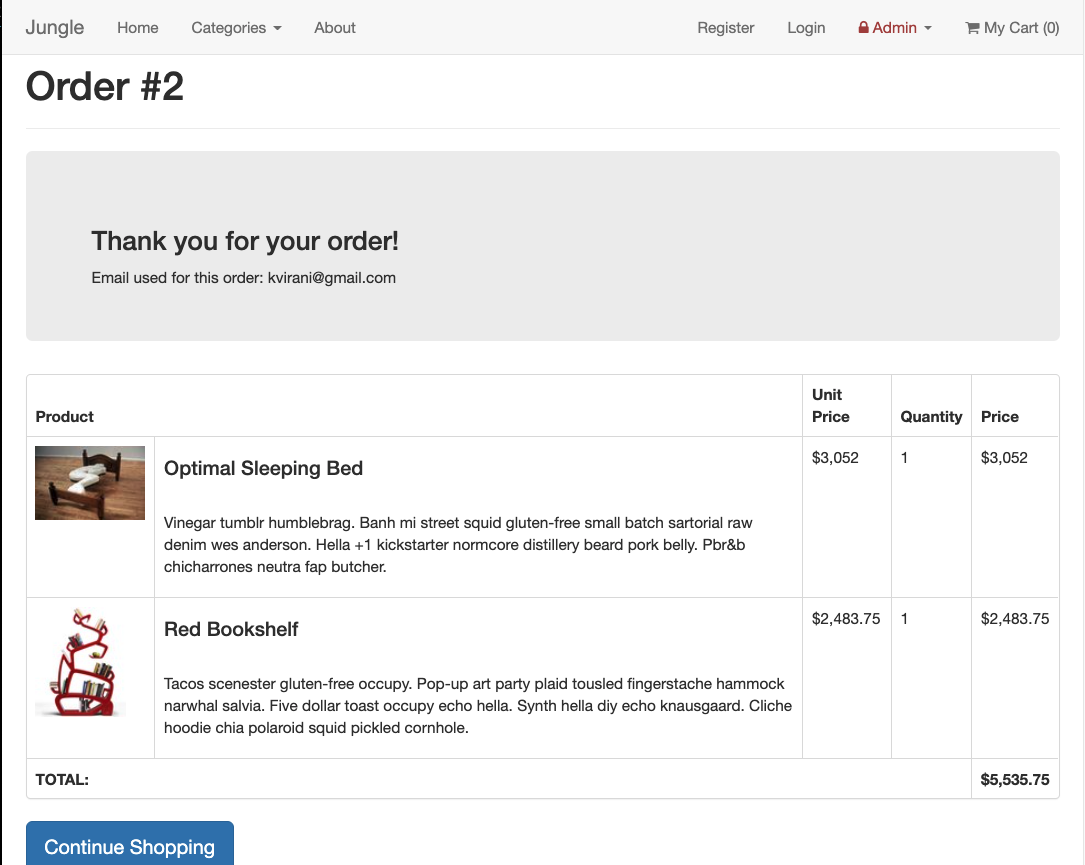 Jungle Home Categories About Register Login Admin My Cart (0)
Order #2
Thank you for your order!
Email used for this order: kvirani@gmail.com
Product Unit Price Quantity Price
Optimal Sleeping Bed $3,052 1 $3,052
Vinegar tumblr humblebrag. Banh mi street squid gluten-free small batch sartorial raw
denim wes anderson. Hella +1 kickstarter normcore distillery beard pork belly. Pbr&b
chicharrones neutra fap butcher.
Red Bookshelf $2,483.75 1 $2,483.75
Tacos scenester gluten-free occupy. Pop-up art party plaid tousled fingerstache hammock
narwhal salvia. Five dollar toast occupy echo hella. Synth hella diy echo knausgaard. Cliche
hoodie chia polaroid squid pickled cornhole.
TOTAL: $5,535.75
Continue Shopping